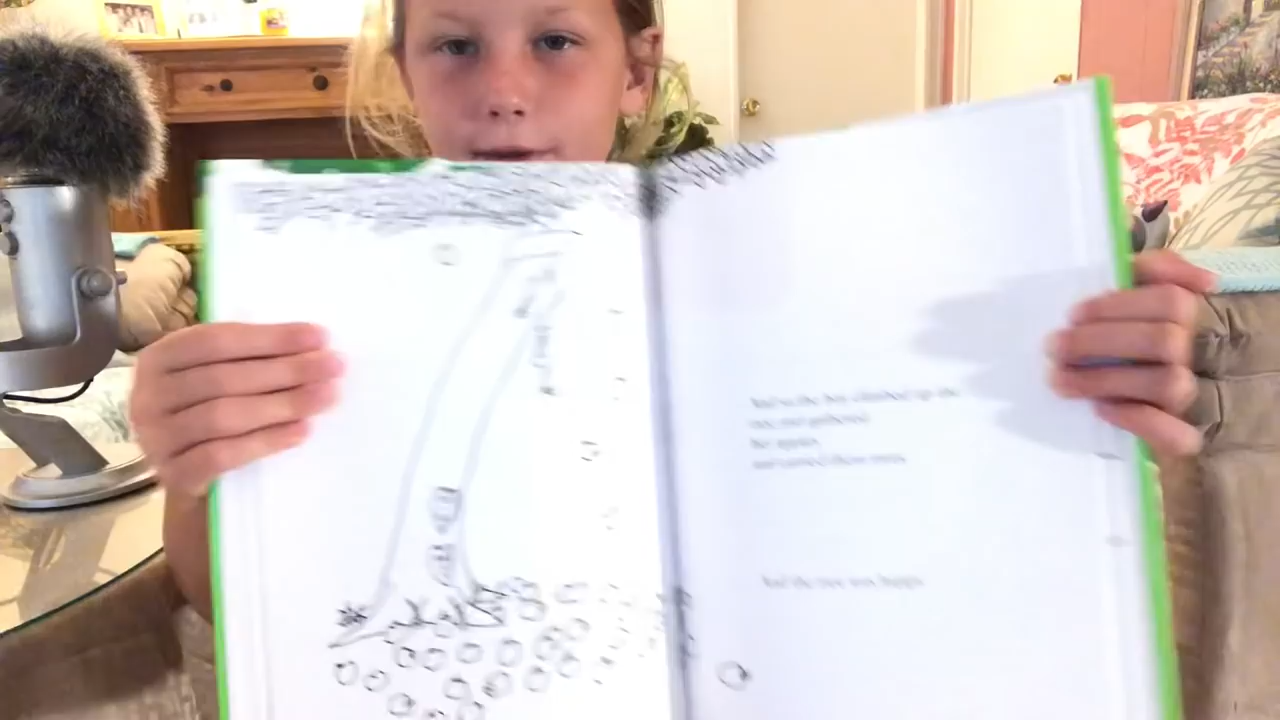 And so the boy climbed up the
tree and gathered
her apples
and carried them away.
And the tree was happy.